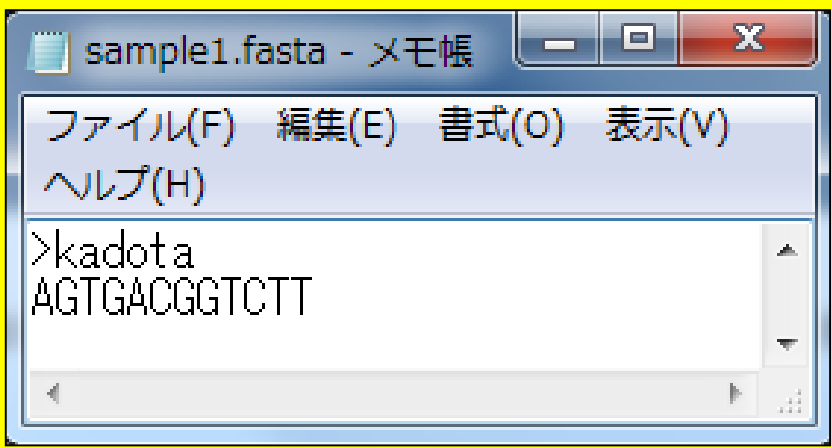 sample1.fasta - メモ帳
ファイル(F) 編集(E) 書式(O) 表示(V)
ヘルプ(H)
>kadota
AGTGACGGTCTT